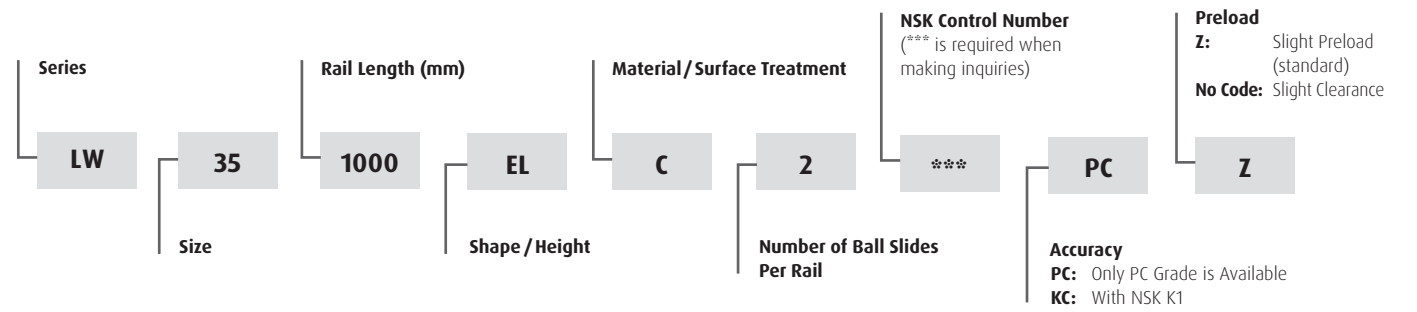 NSK Control Number
(*** is required when
making inquiries)
Preload
Z: Slight Preload
(standard)
No Code: Slight Clearance
Series
Rail Length (mm)
Material / Surface Treatment
LW
35
1000
EL
C
2
***
PC
Z
Size
Shape / Height
Number of Ball Slides
Per Rail
Accuracy
PC: Only PC Grade is Available
KC: With NSK K1